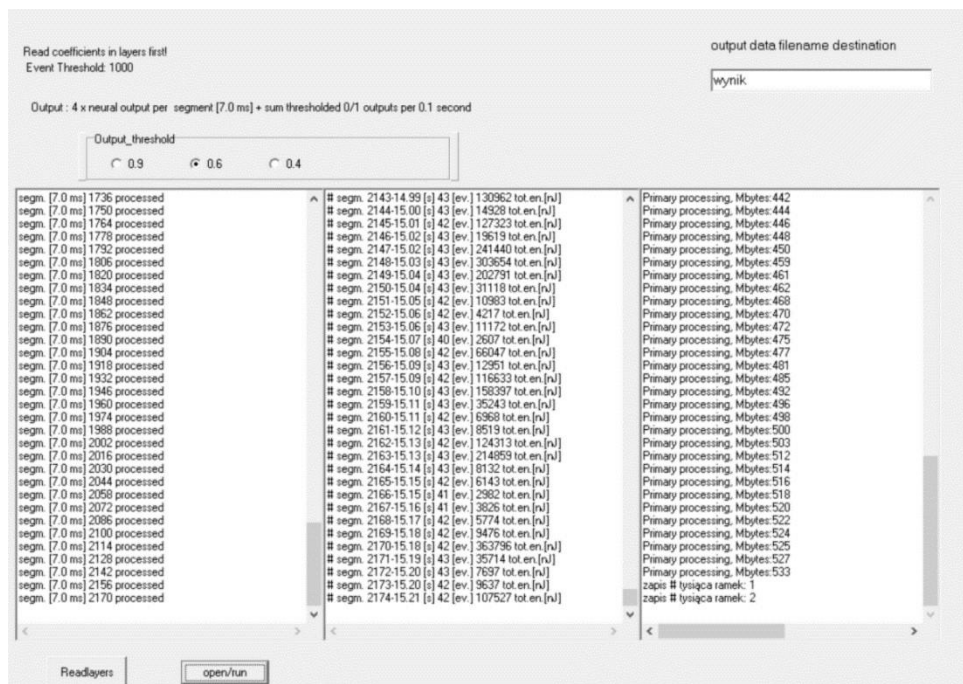 output data filename destination
Read coefficients in layers first!
Event Threshold: 1000
wynik
Output : 4 x neural output per segment [7.0 ms] + sum thresholded 0/1 outputs per 0.1 second
Output_threshold
0.9 0.6 0.4
segm. [7.0 ms] 1736 processed
segm. [7.0 ms] 1750 processed
segm. [7.0 ms] 1764 processed
segm. [7.0 ms] 1778 processed
segm. [7.0 ms] 1792 processed
segm. [7.0 ms] 1806 processed
segm. [7.0 ms] 1820 processed
segm. [7.0 ms] 1834 processed
segm. [7.0 ms] 1848 processed
segm. [7.0 ms] 1862 processed
segm. [7.0 ms] 1876 processed
segm. [7.0 ms] 1890 processed
segm. [7.0 ms] 1904 processed
segm. [7.0 ms] 1918 processed
segm. [7.0 ms] 1932 processed
segm. [7.0 ms] 1946 processed
segm. [7.0 ms] 1960 processed
segm. [7.0 ms] 1974 processed
segm. [7.0 ms] 1988 processed
segm. [7.0 ms] 2002 processed
segm. [7.0 ms] 2016 processed
segm. [7.0 ms] 2030 processed
segm. [7.0 ms] 2044 processed
segm. [7.0 ms] 2058 processed
segm. [7.0 ms] 2072 processed
segm. [7.0 ms] 2086 processed
segm. [7.0 ms] 2100 processed
segm. [7.0 ms] 2114 processed
segm. [7.0 ms] 2128 processed
segm. [7.0 ms] 2142 processed
segm. [7.0 ms] 2156 processed
segm. [7.0 ms] 2170 processed
# segm. 2143-14.99 [s] 43 [ev.] 130962 tot.en.[nJ]
# segm. 2144-15.00 [s] 43 [ev.] 14928 tot.en.[nJ]
# segm. 2145-15.01 [s] 42 [ev.] 127323 tot.en.[nJ]
# segm. 2146-15.02 [s] 43 [ev.] 19619 tot.en.[nJ]
# segm. 2147-15.02 [s] 42 [ev.] 241440 tot.en.[nJ]
# segm. 2148-15.03 [s] 43 [ev.] 303654 tot.en.[nJ]
# segm. 2149-15.04 [s] 43 [ev.] 202791 tot.en.[nJ]
# segm. 2150-15.04 [s] 43 [ev.] 31118 tot.en.[nJ]
# segm. 2151-15.05 [s] 42 [ev.] 10983 tot.en.[nJ]
# segm. 2152-15.06 [s] 42 [ev.] 4217 tot.en.[nJ]
# segm. 2153-15.06 [s] 43 [ev.] 11172 tot.en.[nJ]
# segm. 2154-15.07 [s] 40 [ev.] 2607 tot.en.[nJ]
# segm. 2155-15.08 [s] 42 [ev.] 66047 tot.en.[nJ]
# segm. 2156-15.09 [s] 43 [ev.] 12951 tot.en.[nJ]
# segm. 2157-15.09 [s] 42 [ev.] 116633 tot.en.[nJ]
# segm. 2158-15.10 [s] 43 [ev.] 158397 tot.en.[nJ]
# segm. 2159-15.11 [s] 43 [ev.] 35243 tot.en.[nJ]
# segm. 2160-15.11 [s] 42 [ev.] 6968 tot.en.[nJ]
# segm. 2161-15.12 [s] 43 [ev.] 8519 tot.en.[nJ]
# segm. 2162-15.13 [s] 42 [ev.] 124313 tot.en.[nJ]
# segm. 2163-15.13 [s] 43 [ev.] 214859 tot.en.[nJ]
# segm. 2164-15.14 [s] 43 [ev.] 8132 tot.en.[nJ]
# segm. 2165-15.15 [s] 42 [ev.] 6143 tot.en.[nJ]
# segm. 2166-15.15 [s] 41 [ev.] 2982 tot.en.[nJ]
# segm. 2167-15.16 [s] 41 [ev.] 3826 tot.en.[nJ]
# segm. 2168-15.17 [s] 42 [ev.] 5774 tot.en.[nJ]
# segm. 2169-15.18 [s] 42 [ev.] 9476 tot.en.[nJ]
# segm. 2170-15.18 [s] 42 [ev.] 363796 tot.en.[nJ]
# segm. 2171-15.19 [s] 43 [ev.] 35714 tot.en.[nJ]
# segm. 2172-15.20 [s] 43 [ev.] 7697 tot.en.[nJ]
# segm. 2173-15.20 [s] 42 [ev.] 9637 tot.en.[nJ]
# segm. 2174-15.21 [s] 42 [ev.] 107527 tot.en.[nJ]
Primary processing, Mbytes:442
Primary processing, Mbytes:444
Primary processing, Mbytes:446
Primary processing, Mbytes:448
Primary processing, Mbytes:450
Primary processing, Mbytes:459
Primary processing, Mbytes:461
Primary processing, Mbytes:462
Primary processing, Mbytes:468
Primary processing, Mbytes:470
Primary processing, Mbytes:472
Primary processing, Mbytes:475
Primary processing, Mbytes:477
Primary processing, Mbytes:481
Primary processing, Mbytes:485
Primary processing, Mbytes:492
Primary processing, Mbytes:496
Primary processing, Mbytes:498
Primary processing, Mbytes:500
Primary processing, Mbytes:503
Primary processing, Mbytes:512
Primary processing, Mbytes:514
Primary processing, Mbytes:516
Primary processing, Mbytes:518
Primary processing, Mbytes:520
Primary processing, Mbytes:522
Primary processing, Mbytes:524
Primary processing, Mbytes:525
Primary processing, Mbytes:527
Primary processing, Mbytes:533
zapis # tysiąca ramek: 1
zapis # tysiąca ramek: 2
Readlayers
open/run